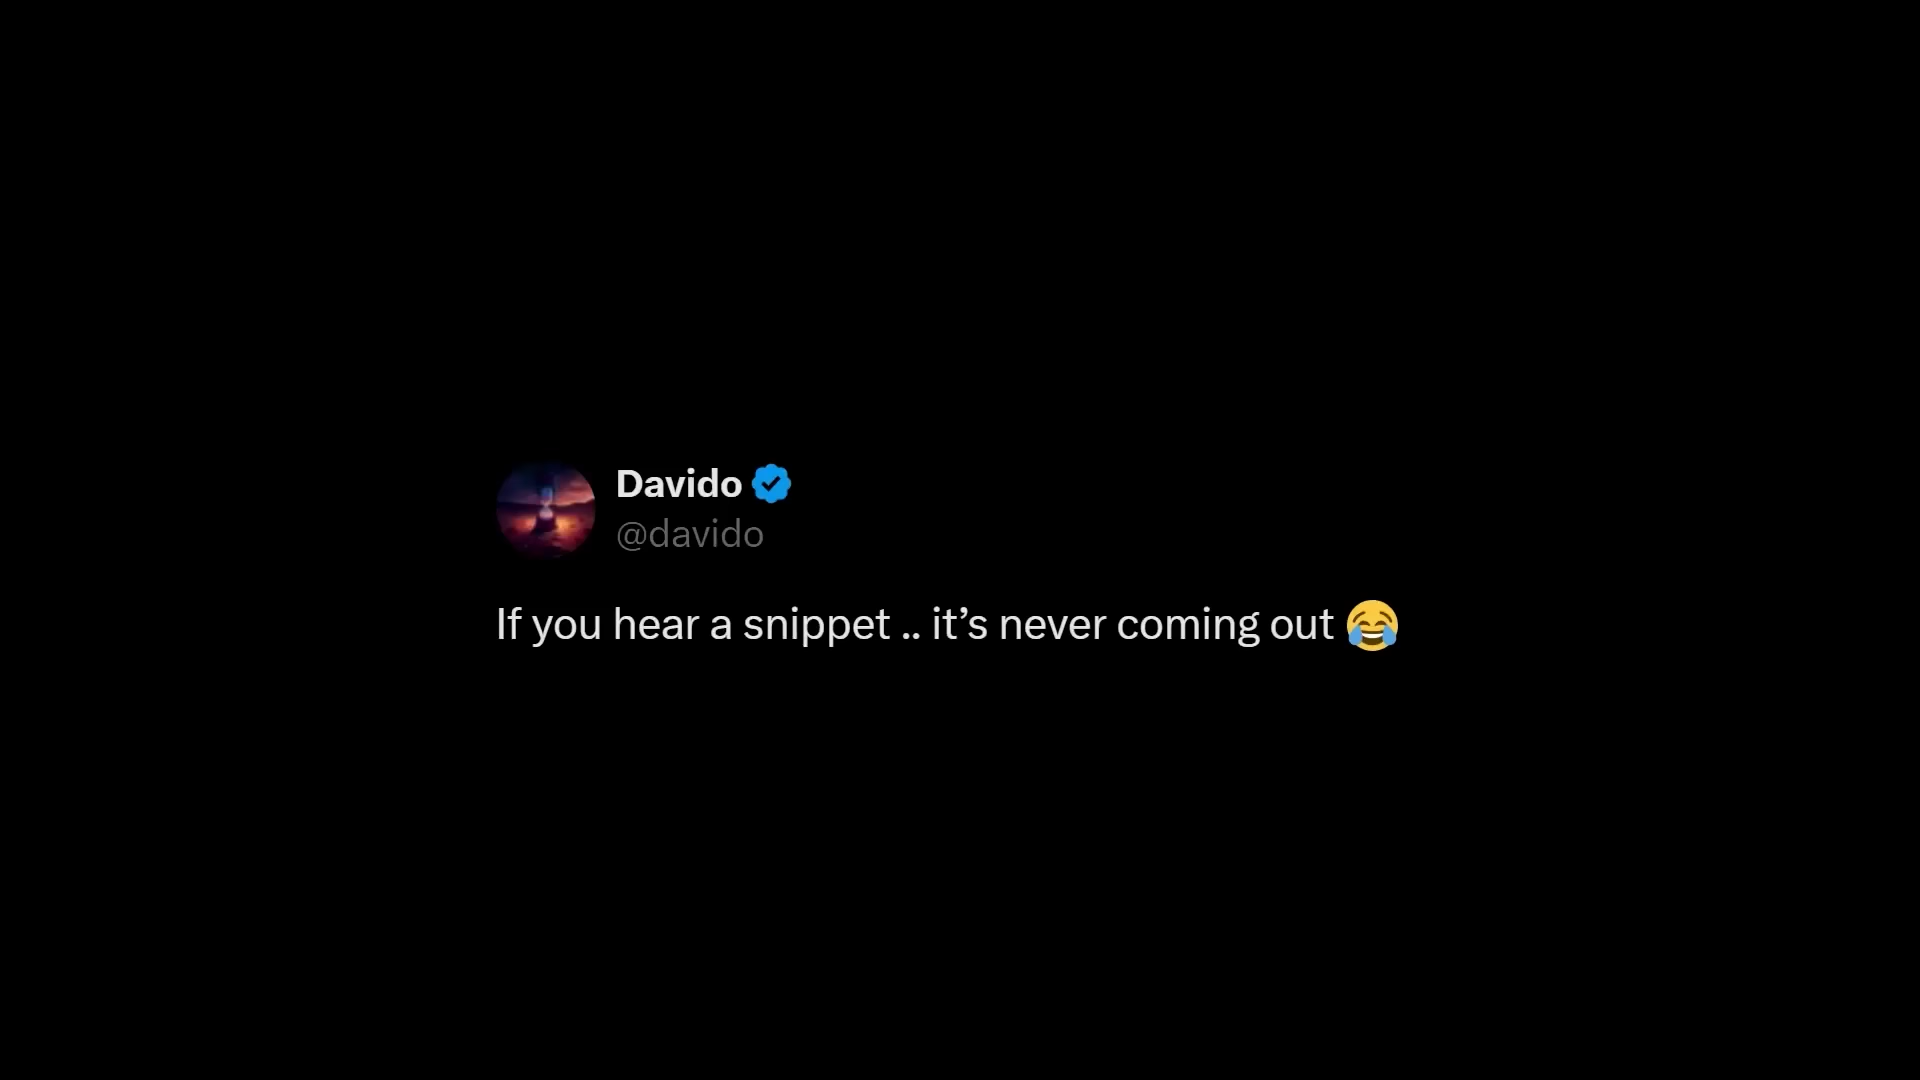 Davido
@davido
If you hear a snippet .. it’s never coming out 😂